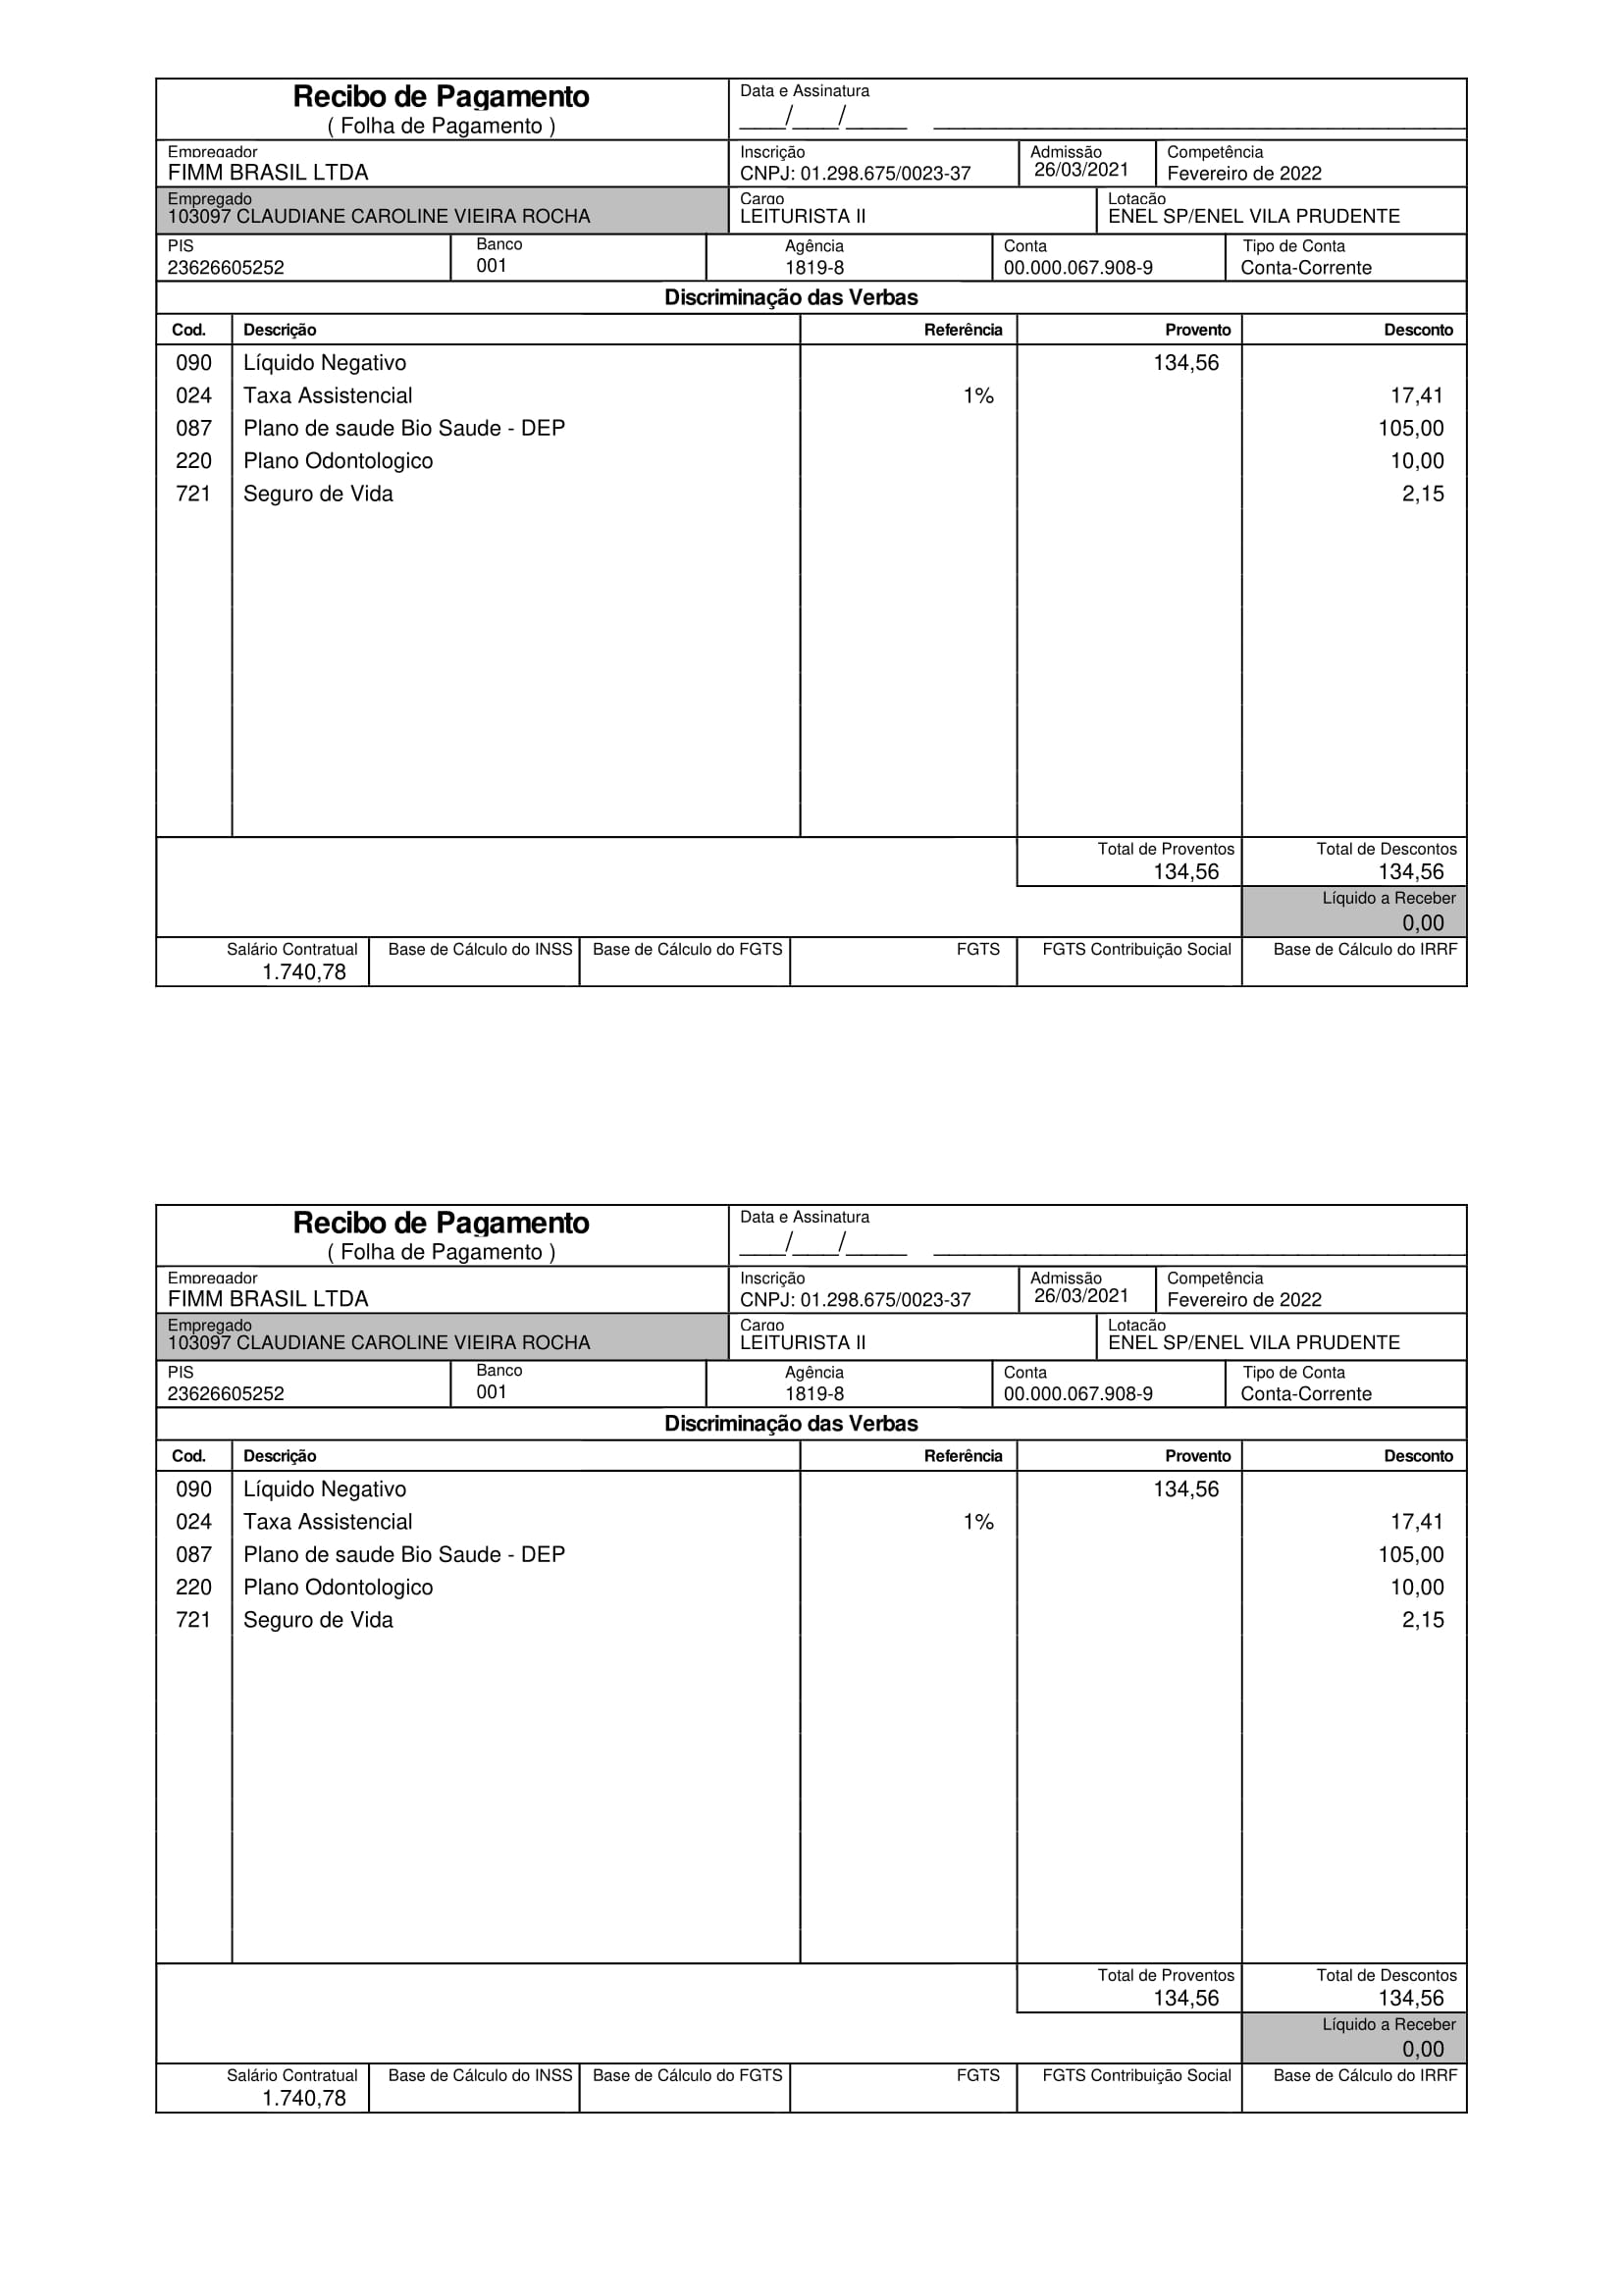 Recibo de Pagamento
( Folha de Pagamento )
Data e Assinatura
___/___/____ ___________________________________
Empregador
FIMM BRASIL LTDA
Inscrição
CNPJ: 01.298.675/0023-37
Admissão
26/03/2021
Competência
Fevereiro de 2022
Empregado
103097 CLAUDIANE CAROLINE VIEIRA ROCHA
Cargo
LEITURISTA II
Lotação
ENEL SP/ENEL VILA PRUDENTE
PIS
23626605252
Banco
001
Agência
1819-8
Conta
00.000.067.908-9
Tipo de Conta
Conta-Corrente
Discriminação das Verbas
Cod. Descrição Referência Provento Desconto
090 Líquido Negativo 134,56
024 Taxa Assistencial 1% 17,41
087 Plano de saude Bio Saude - DEP 105,00
220 Plano Odontologico 10,00
721 Seguro de Vida 2,15
Total de Proventos
134,56
Total de Descontos
134,56
Líquido a Receber
0,00
Salário Contratual
1.740,78
Base de Cálculo do INSS
Base de Cálculo do FGTS
FGTS
FGTS Contribuição Social
Base de Cálculo do IRRF
Recibo de Pagamento
( Folha de Pagamento )
Data e Assinatura
___/___/____ ___________________________________
Empregador
FIMM BRASIL LTDA
Inscrição
CNPJ: 01.298.675/0023-37
Admissão
26/03/2021
Competência
Fevereiro de 2022
Empregado
103097 CLAUDIANE CAROLINE VIEIRA ROCHA
Cargo
LEITURISTA II
Lotação
ENEL SP/ENEL VILA PRUDENTE
PIS
23626605252
Banco
001
Agência
1819-8
Conta
00.000.067.908-9
Tipo de Conta
Conta-Corrente
Discriminação das Verbas
Cod. Descrição Referência Provento Desconto
090 Líquido Negativo 134,56
024 Taxa Assistencial 1% 17,41
087 Plano de saude Bio Saude - DEP 105,00
220 Plano Odontologico 10,00
721 Seguro de Vida 2,15
Total de Proventos
134,56
Total de Descontos
134,56
Líquido a Receber
0,00
Salário Contratual
1.740,78
Base de Cálculo do INSS
Base de Cálculo do FGTS
FGTS
FGTS Contribuição Social
Base de Cálculo do IRRF